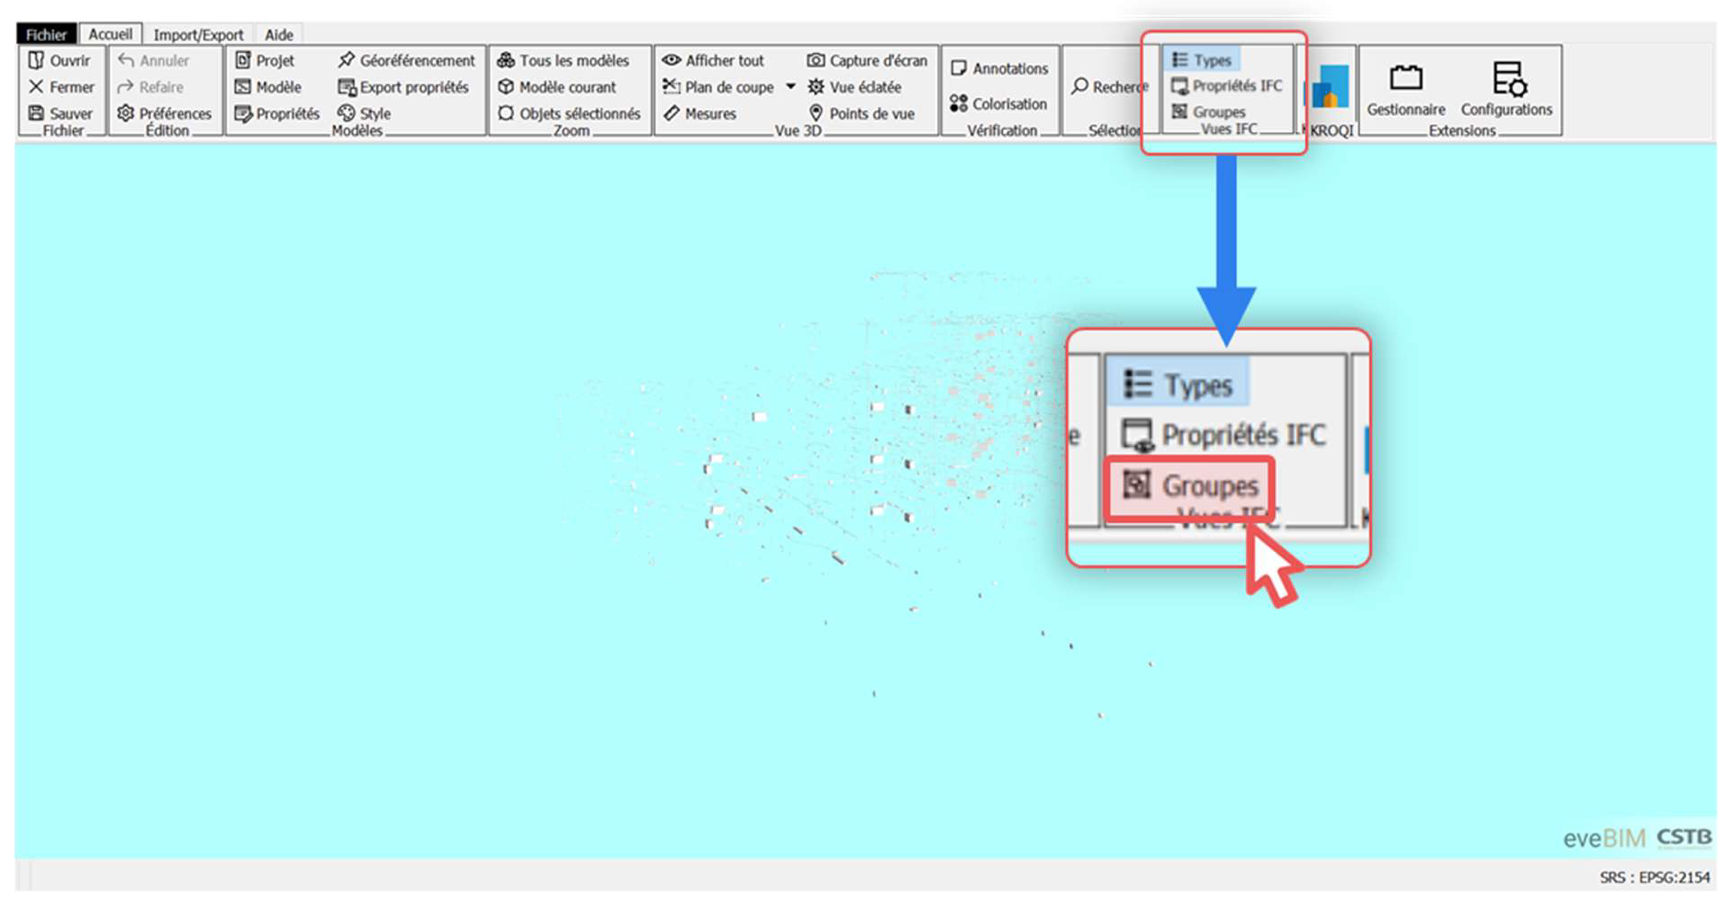 Fichier Accueil Import/Export Aide
Ouvrir Annuler Projet Géoréférencement Tous les modèles Afficher tout Capture d'écran Annotations Recherche Types Gestionnaire Configurations
Fermer Refaire Modèle Export propriétés Modèle courant Plan de coupe Vue éclatée Colorisation Propriétés IFC
Sauver Préférences Propriétés Style Objets sélectionnés Mesures Points de vue Groupes
Fichier Édition Modèles Zoom Vue 3D Vérification Sélection Vues IFC KROQI Extensions
Types
Propriétés IFC
Groupes
Vues IFC
eveBIM CSTB
SRS : EPSG:2154